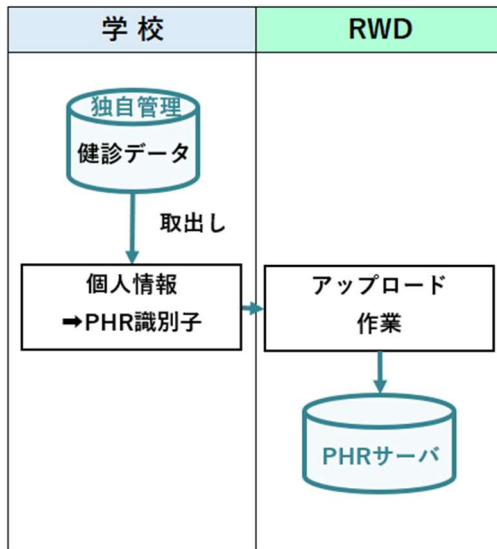 学校
RWD
独自管理
健診データ
取出し
個人情報
➡PHR識別子
アップロード
作業
PHRサーバ